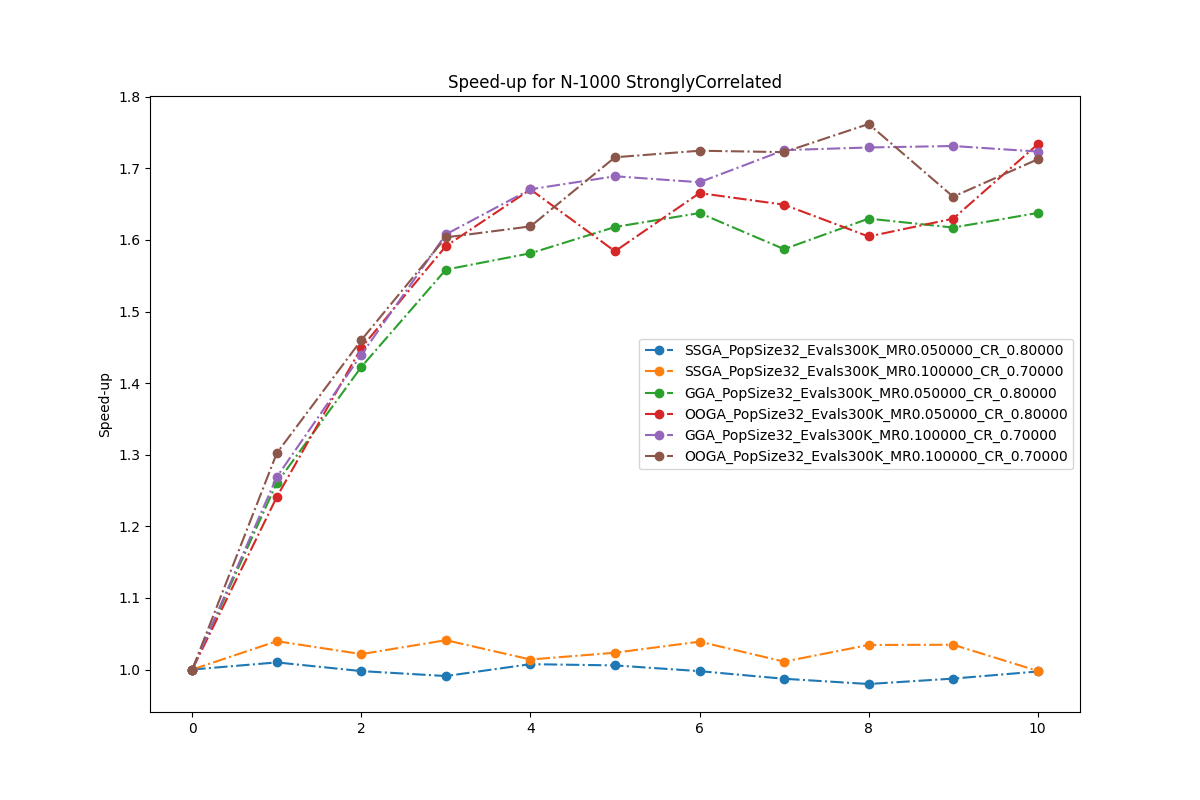 Speed-up for N-1000 StronglyCorrelated
1.8
1.7
1.6
1.5
1.4
1.3
1.2
1.1
1.0
Speed-up
SSGA_PopSize32_Evals300K_MR0.050000_CR_0.80000
SSGA_PopSize32_Evals300K_MR0.100000_CR_0.70000
GGA_PopSize32_Evals300K_MR0.050000_CR_0.80000
OOGA_PopSize32_Evals300K_MR0.050000_CR_0.80000
GGA_PopSize32_Evals300K_MR0.100000_CR_0.70000
OOGA_PopSize32_Evals300K_MR0.100000_CR_0.70000
0 2 4 6 8 10